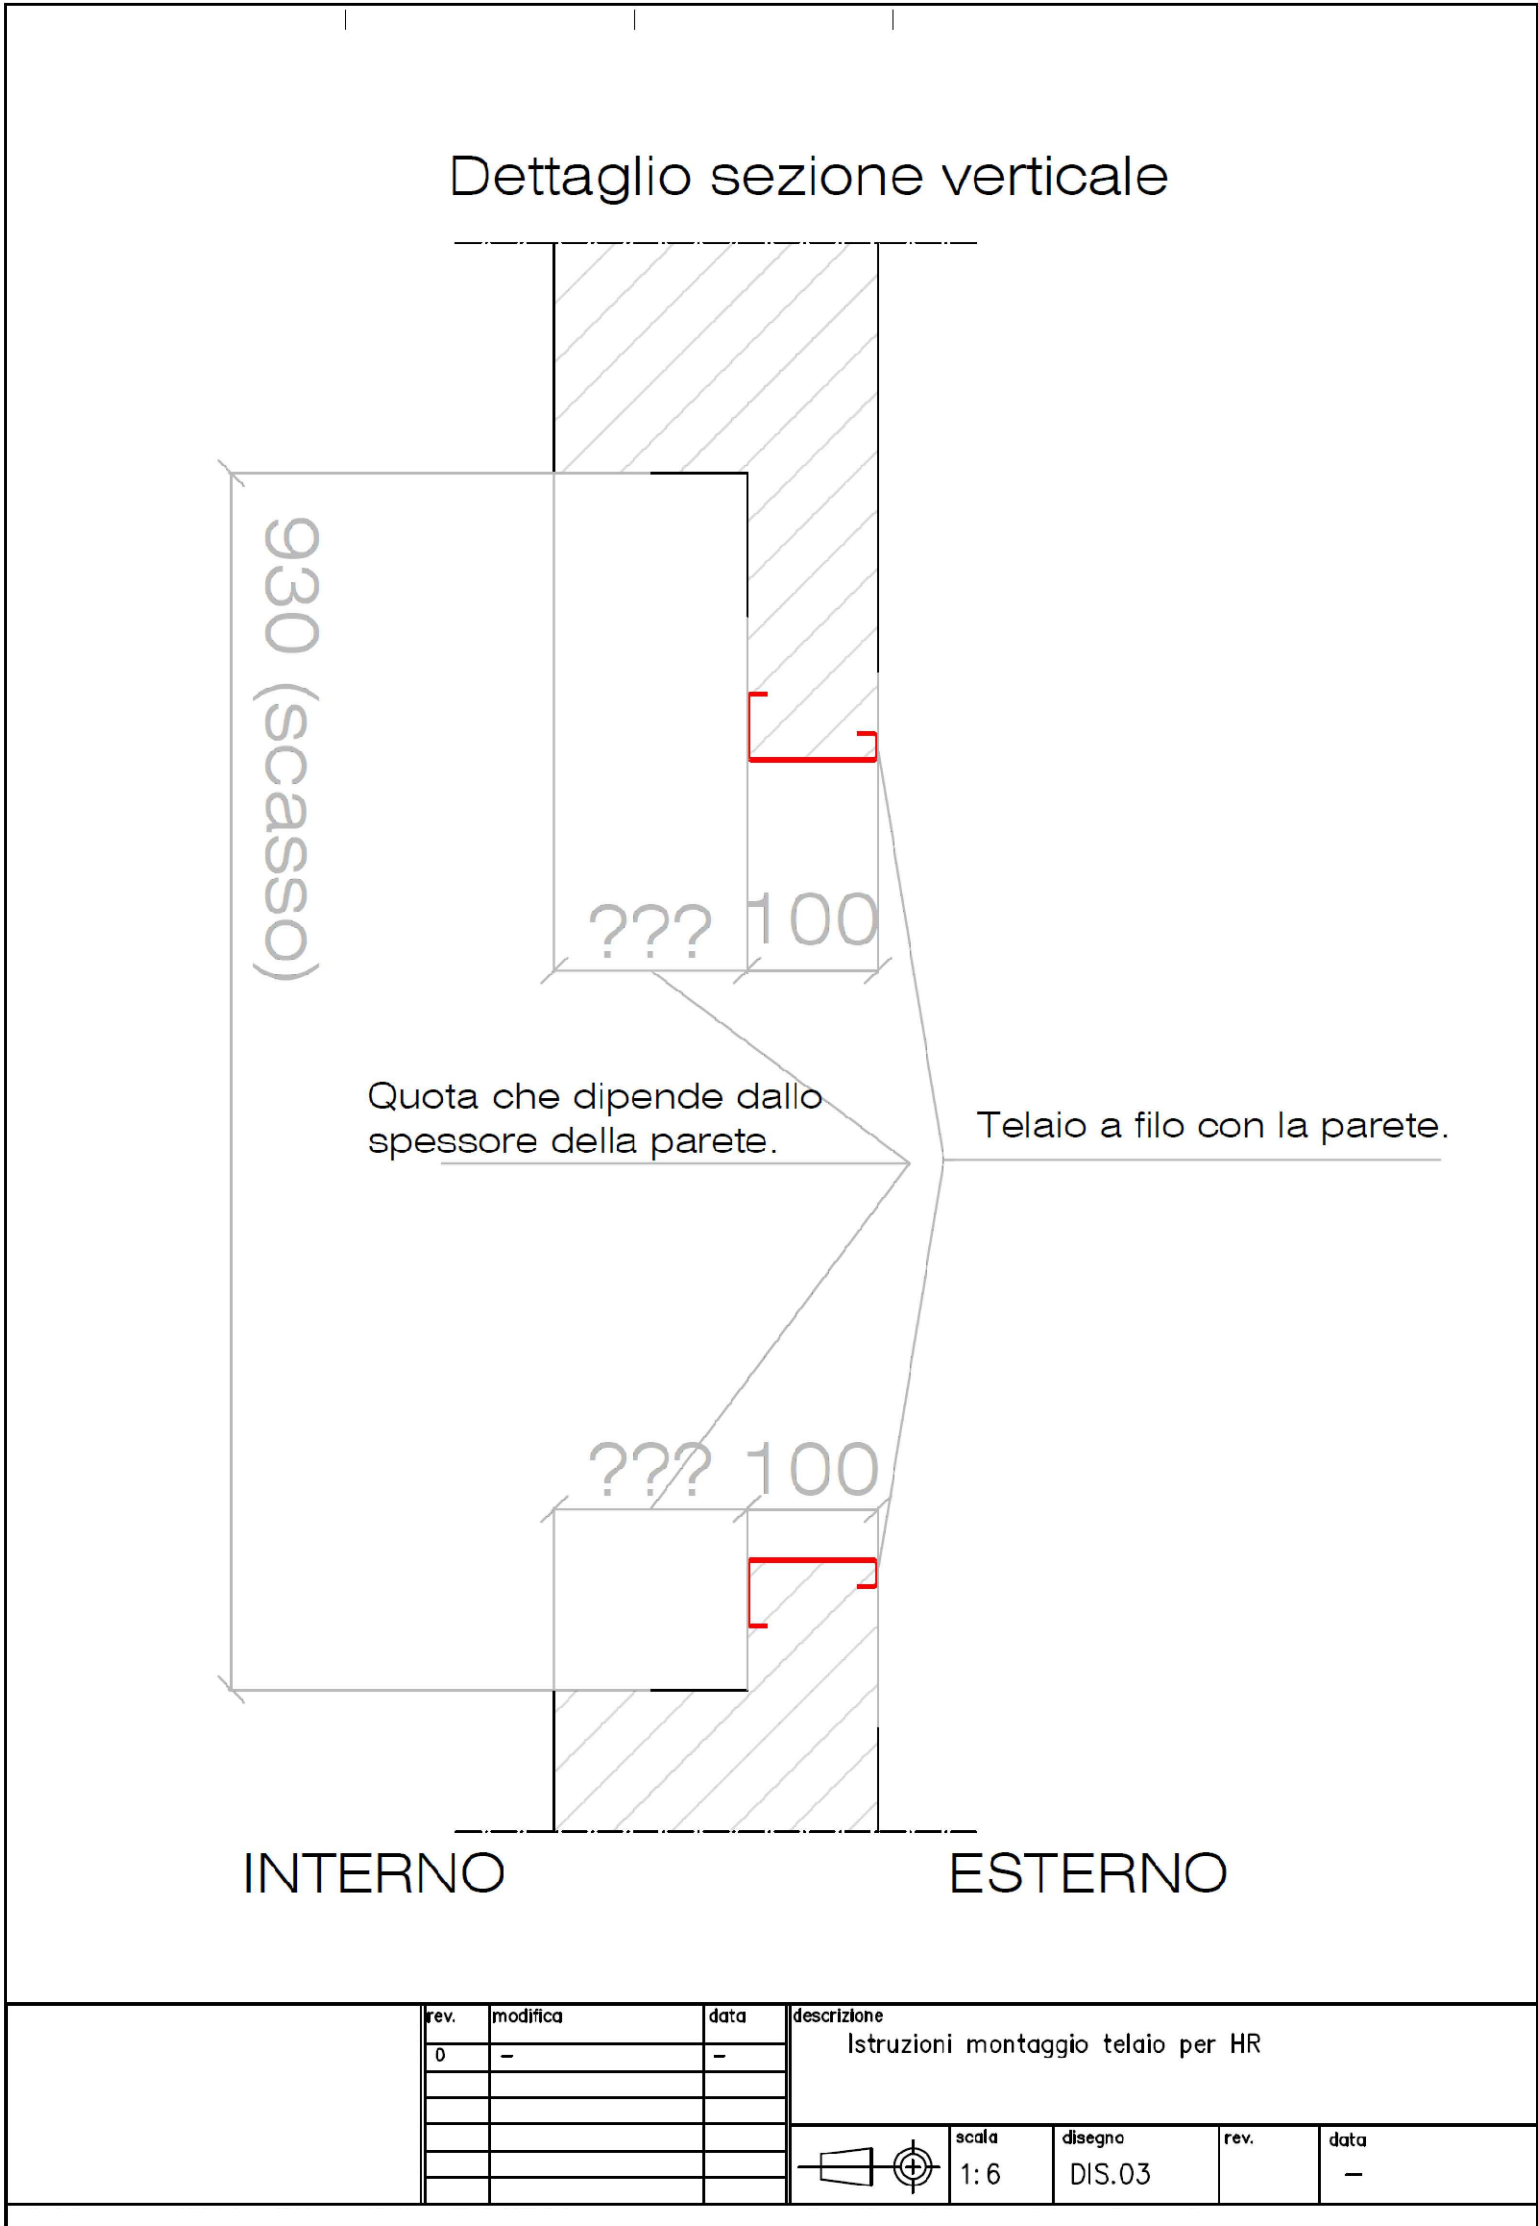 Dettaglio sezione verticale
930 (scasso)
??? 100
Quota che dipende dallo
spessore della parete.
Telaio a filo con la parete.
??? 100
INTERNO
ESTERNO
rev. modifica data
0 - -
descrizione
Istruzioni montaggio telaio per HR
scala
1:6
disegno
DIS.03
rev.
data
-